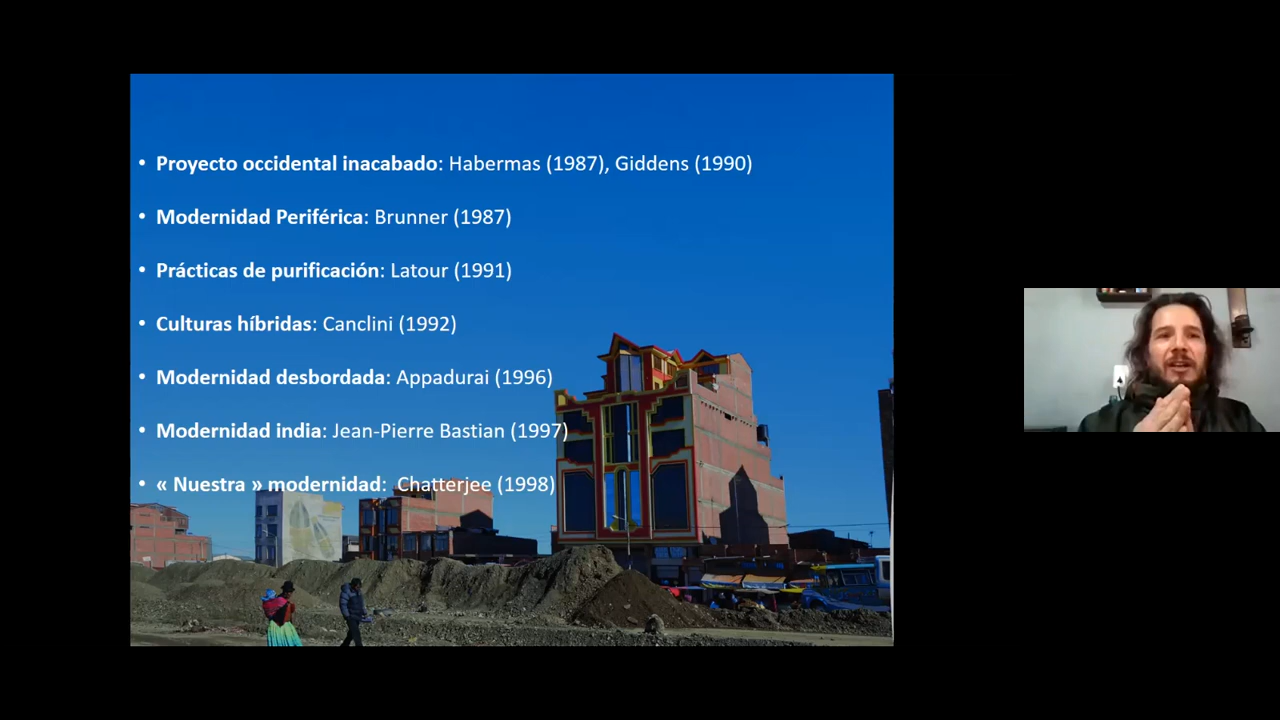 • Proyecto occidental inacabado: Habermas (1987), Giddens (1990)
• Modernidad Periférica: Brunner (1987)
• Prácticas de purificación: Latour (1991)
• Culturas híbridas: Canclini (1992)
• Modernidad desbordada: Appadurai (1996)
• Modernidad india: Jean-Pierre Bastian (1997)
• « Nuestra » modernidad: Chatterjee (1998)